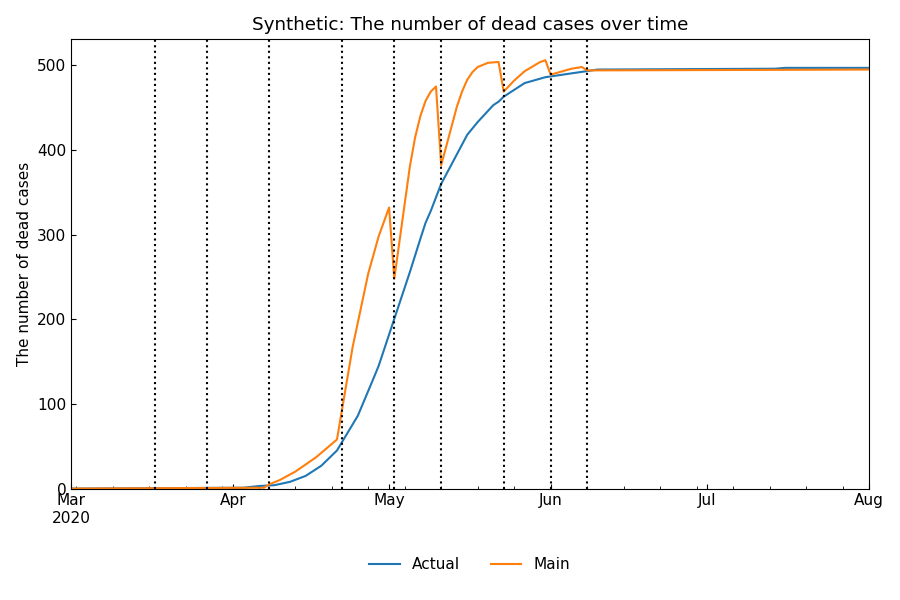 Synthetic: The number of dead cases over time
The number of dead cases
500
400
300
200
100
0
Mar Apr May Jun Jul Aug
2020
Actual Main